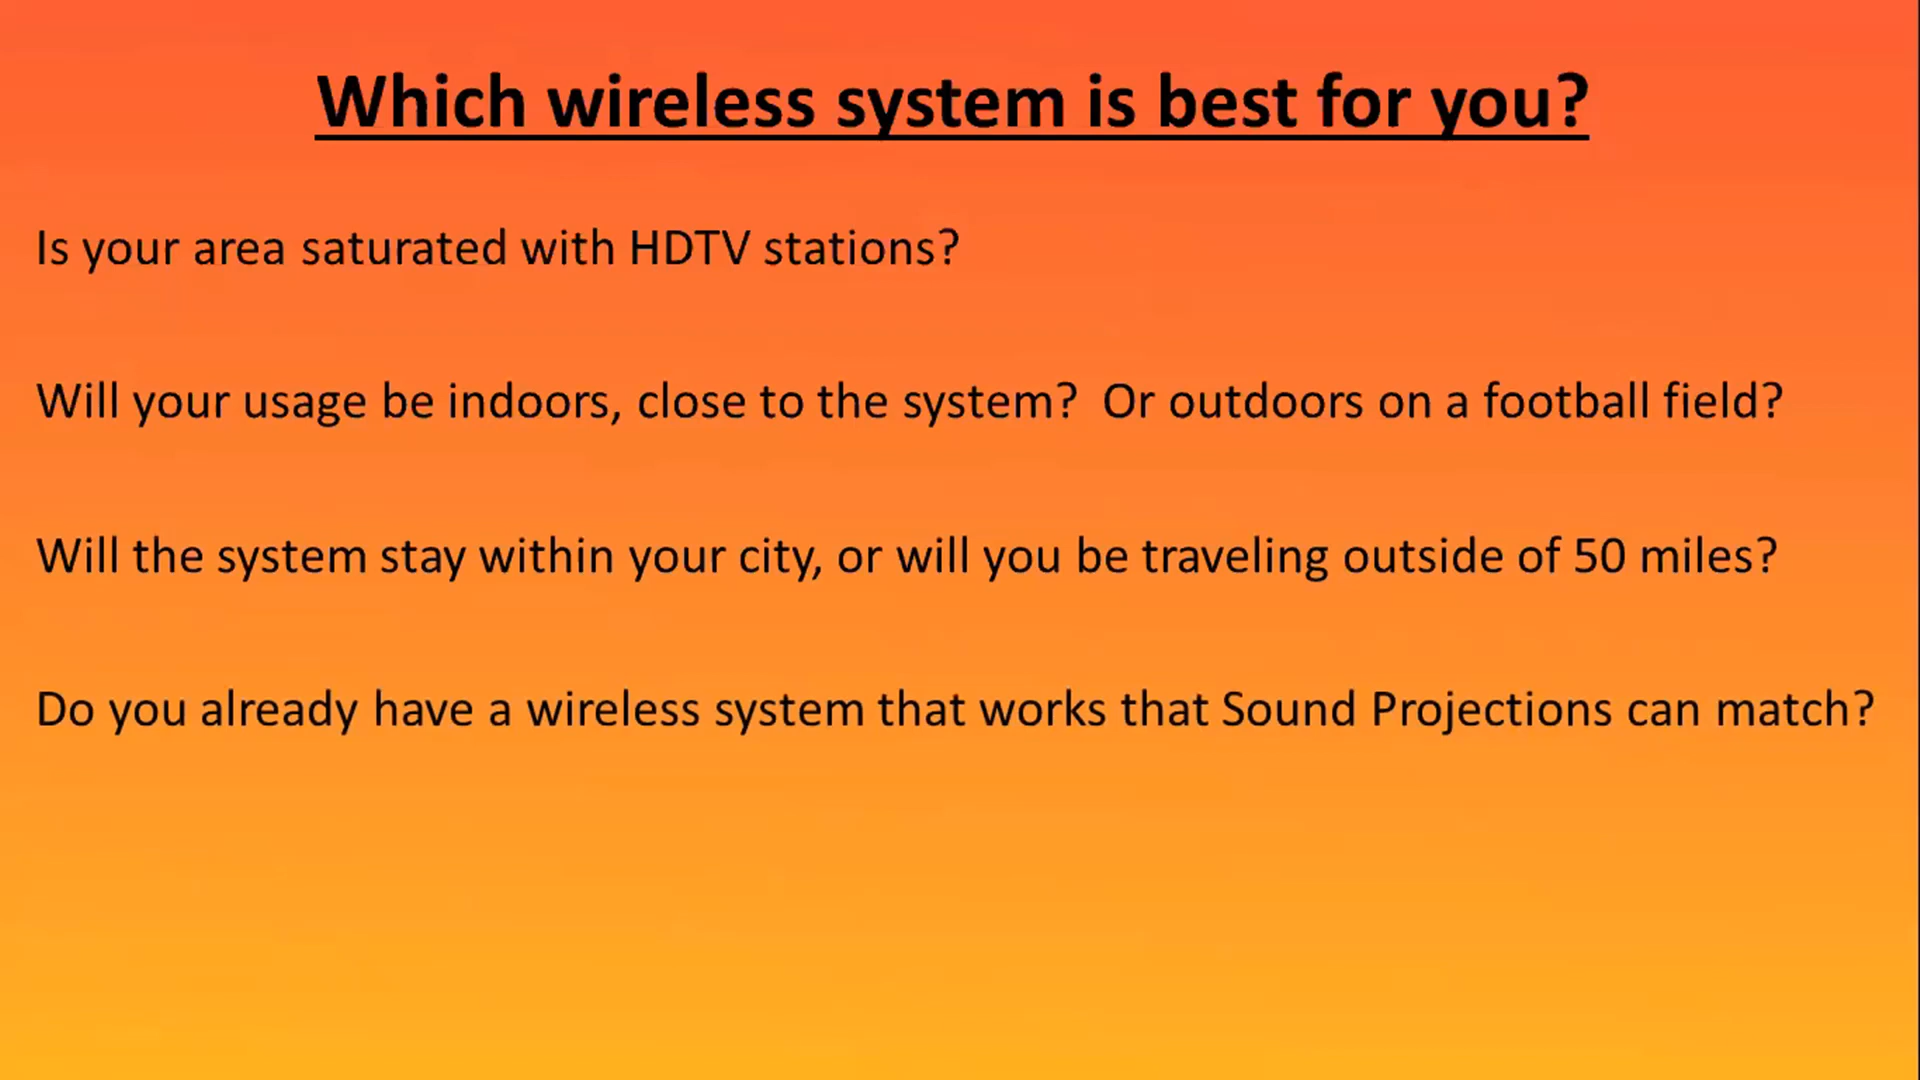 Which wireless system is best for you?
Is your area saturated with HDTV stations?
Will your usage be indoors, close to the system?  Or outdoors on a football field?
Will the system stay within your city, or will you be traveling outside of 50 miles?
Do you already have a wireless system that works that Sound Projections can match?